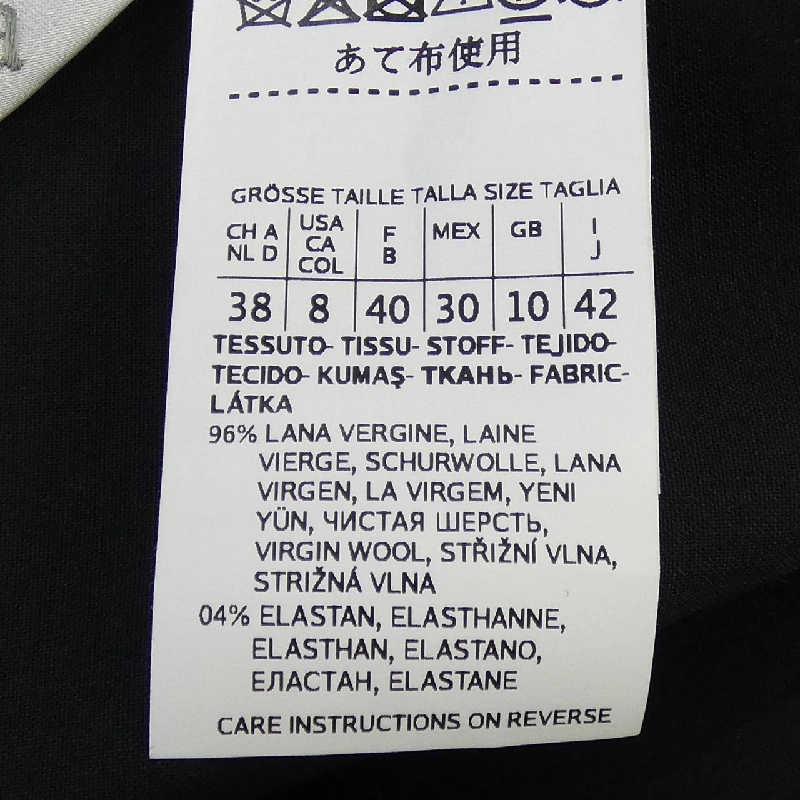 あて布使用
GRÖSSE TAILLE TALLA SIZE TAGLIA
CH A NL D | USA CA COL | F B | MEX | GB | I J
38 | 8 | 40 | 30 | 10 | 42
TESSUTO- TISSU- STOFF- TEJIDO-
TECIDO- KUMAŞ- ТКАНЬ- FABRIC-
LÁTKA
96% LANA VERGINE, LAINE
VIERGE, SCHURWOLLE, LANA
VIRGEN, LA VIRGEM, YENI
YÜN, ЧИСТАЯ ШЕРСТЬ,
VIRGIN WOOL, STŘIŽNÍ VLNA,
STRIŽNÁ VLNA
04% ELASTAN, ELASTHANNE,
ELASTHAN, ELASTANO,
ЕЛАСТАН, ELASTANE
CARE INSTRUCTIONS ON REVERSE